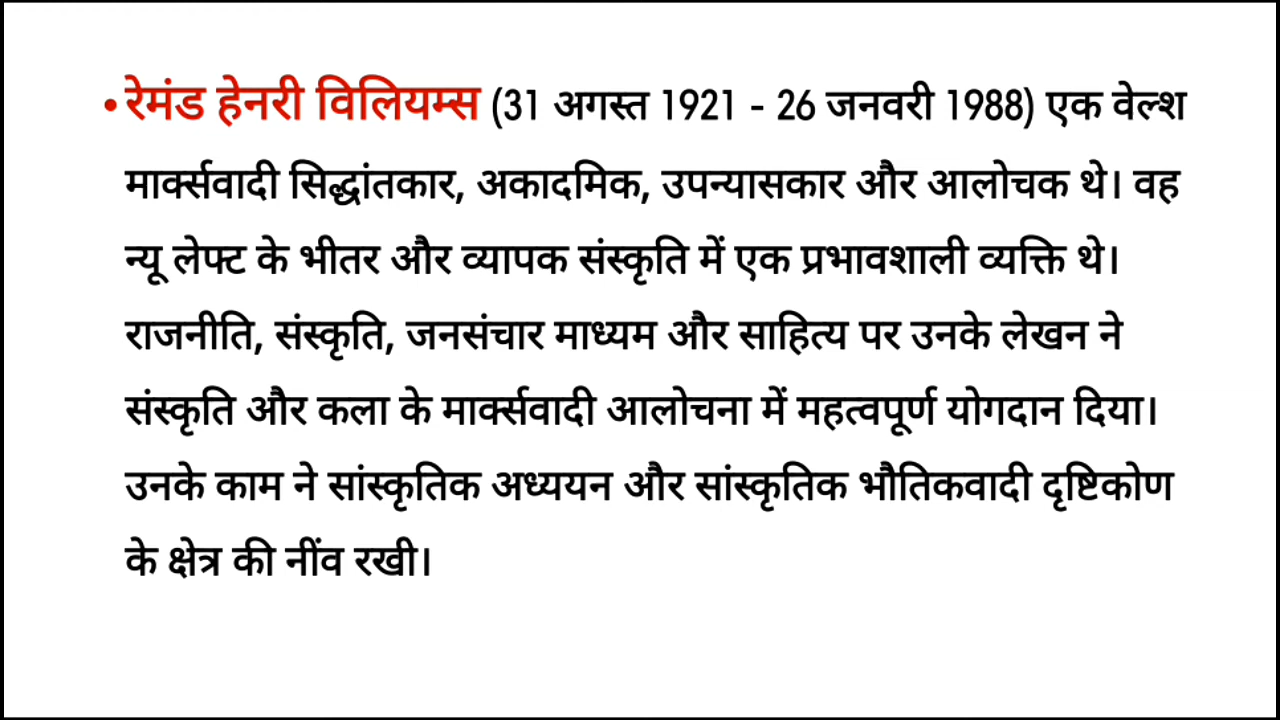 • रेमंड हेनरी विलियम्स (31 अगस्त 1921 - 26 जनवरी 1988) एक वेल्श
मार्क्सवादी सिद्धांतकार, अकादमिक, उपन्यासकार और आलोचक थे। वह
न्यू लेफ्ट के भीतर और व्यापक संस्कृति में एक प्रभावशाली व्यक्ति थे।
राजनीति, संस्कृति, जनसंचार माध्यम और साहित्य पर उनके लेखन ने
संस्कृति और कला के मार्क्सवादी आलोचना में महत्वपूर्ण योगदान दिया।
उनके काम ने सांस्कृतिक अध्ययन और सांस्कृतिक भौतिकवादी दृष्टिकोण
के क्षेत्र की नींव रखी।